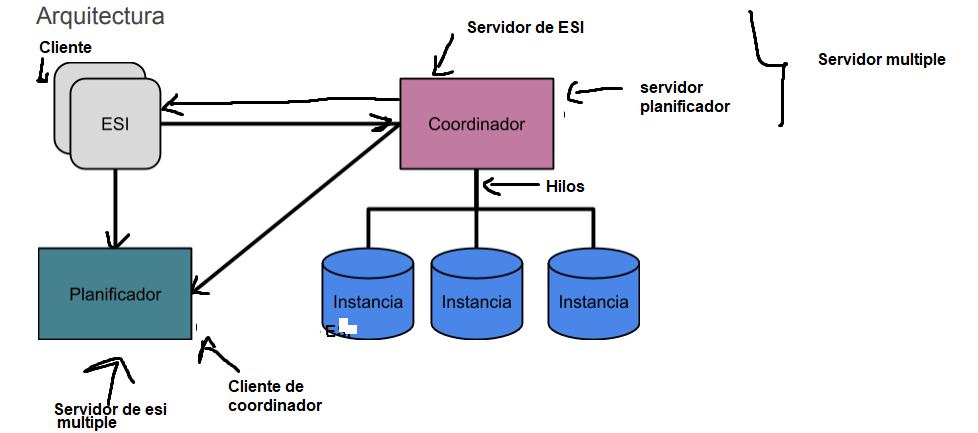 Arquitectura
Servidor de ESI
Cliente
Servidor multiple
servidor
planificador
ESI
Coordinador
Hilos
Planificador
Instancia
Instancia
Instancia
Cliente de
coordinador
Servidor de esi
multiple